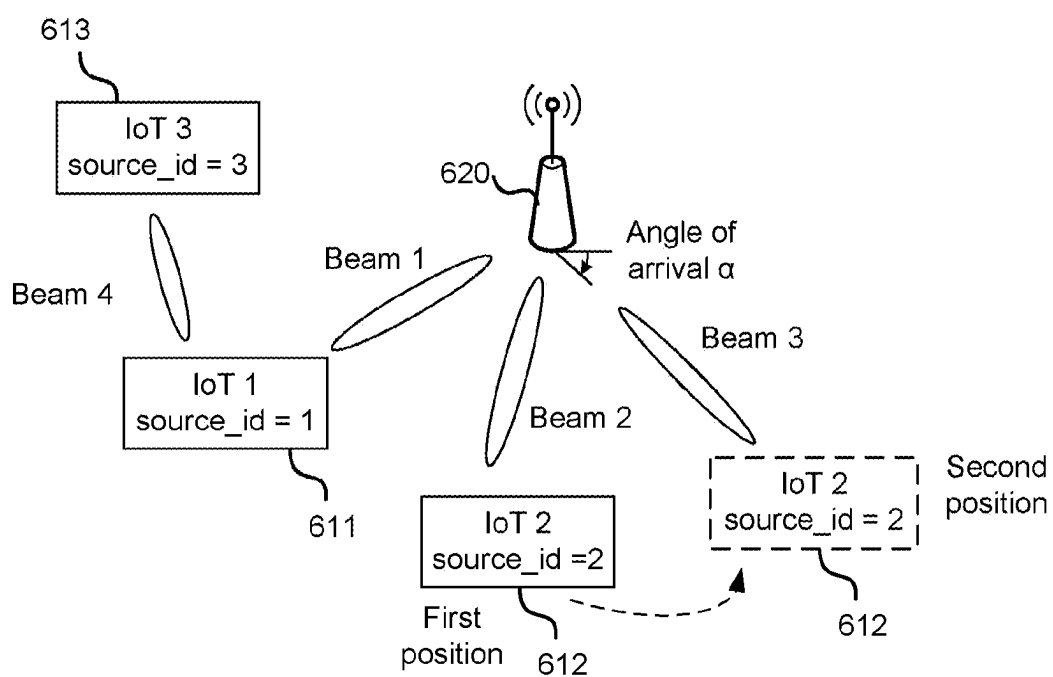 613
IoT 3
source_id = 3
620
Angle of
arrival α
Beam 1
Beam 4
Beam 3
IoT 1
source_id = 1
Beam 2
611
IoT 2
source_id =2
First
position
612
IoT 2
source_id = 2
Second
position
612